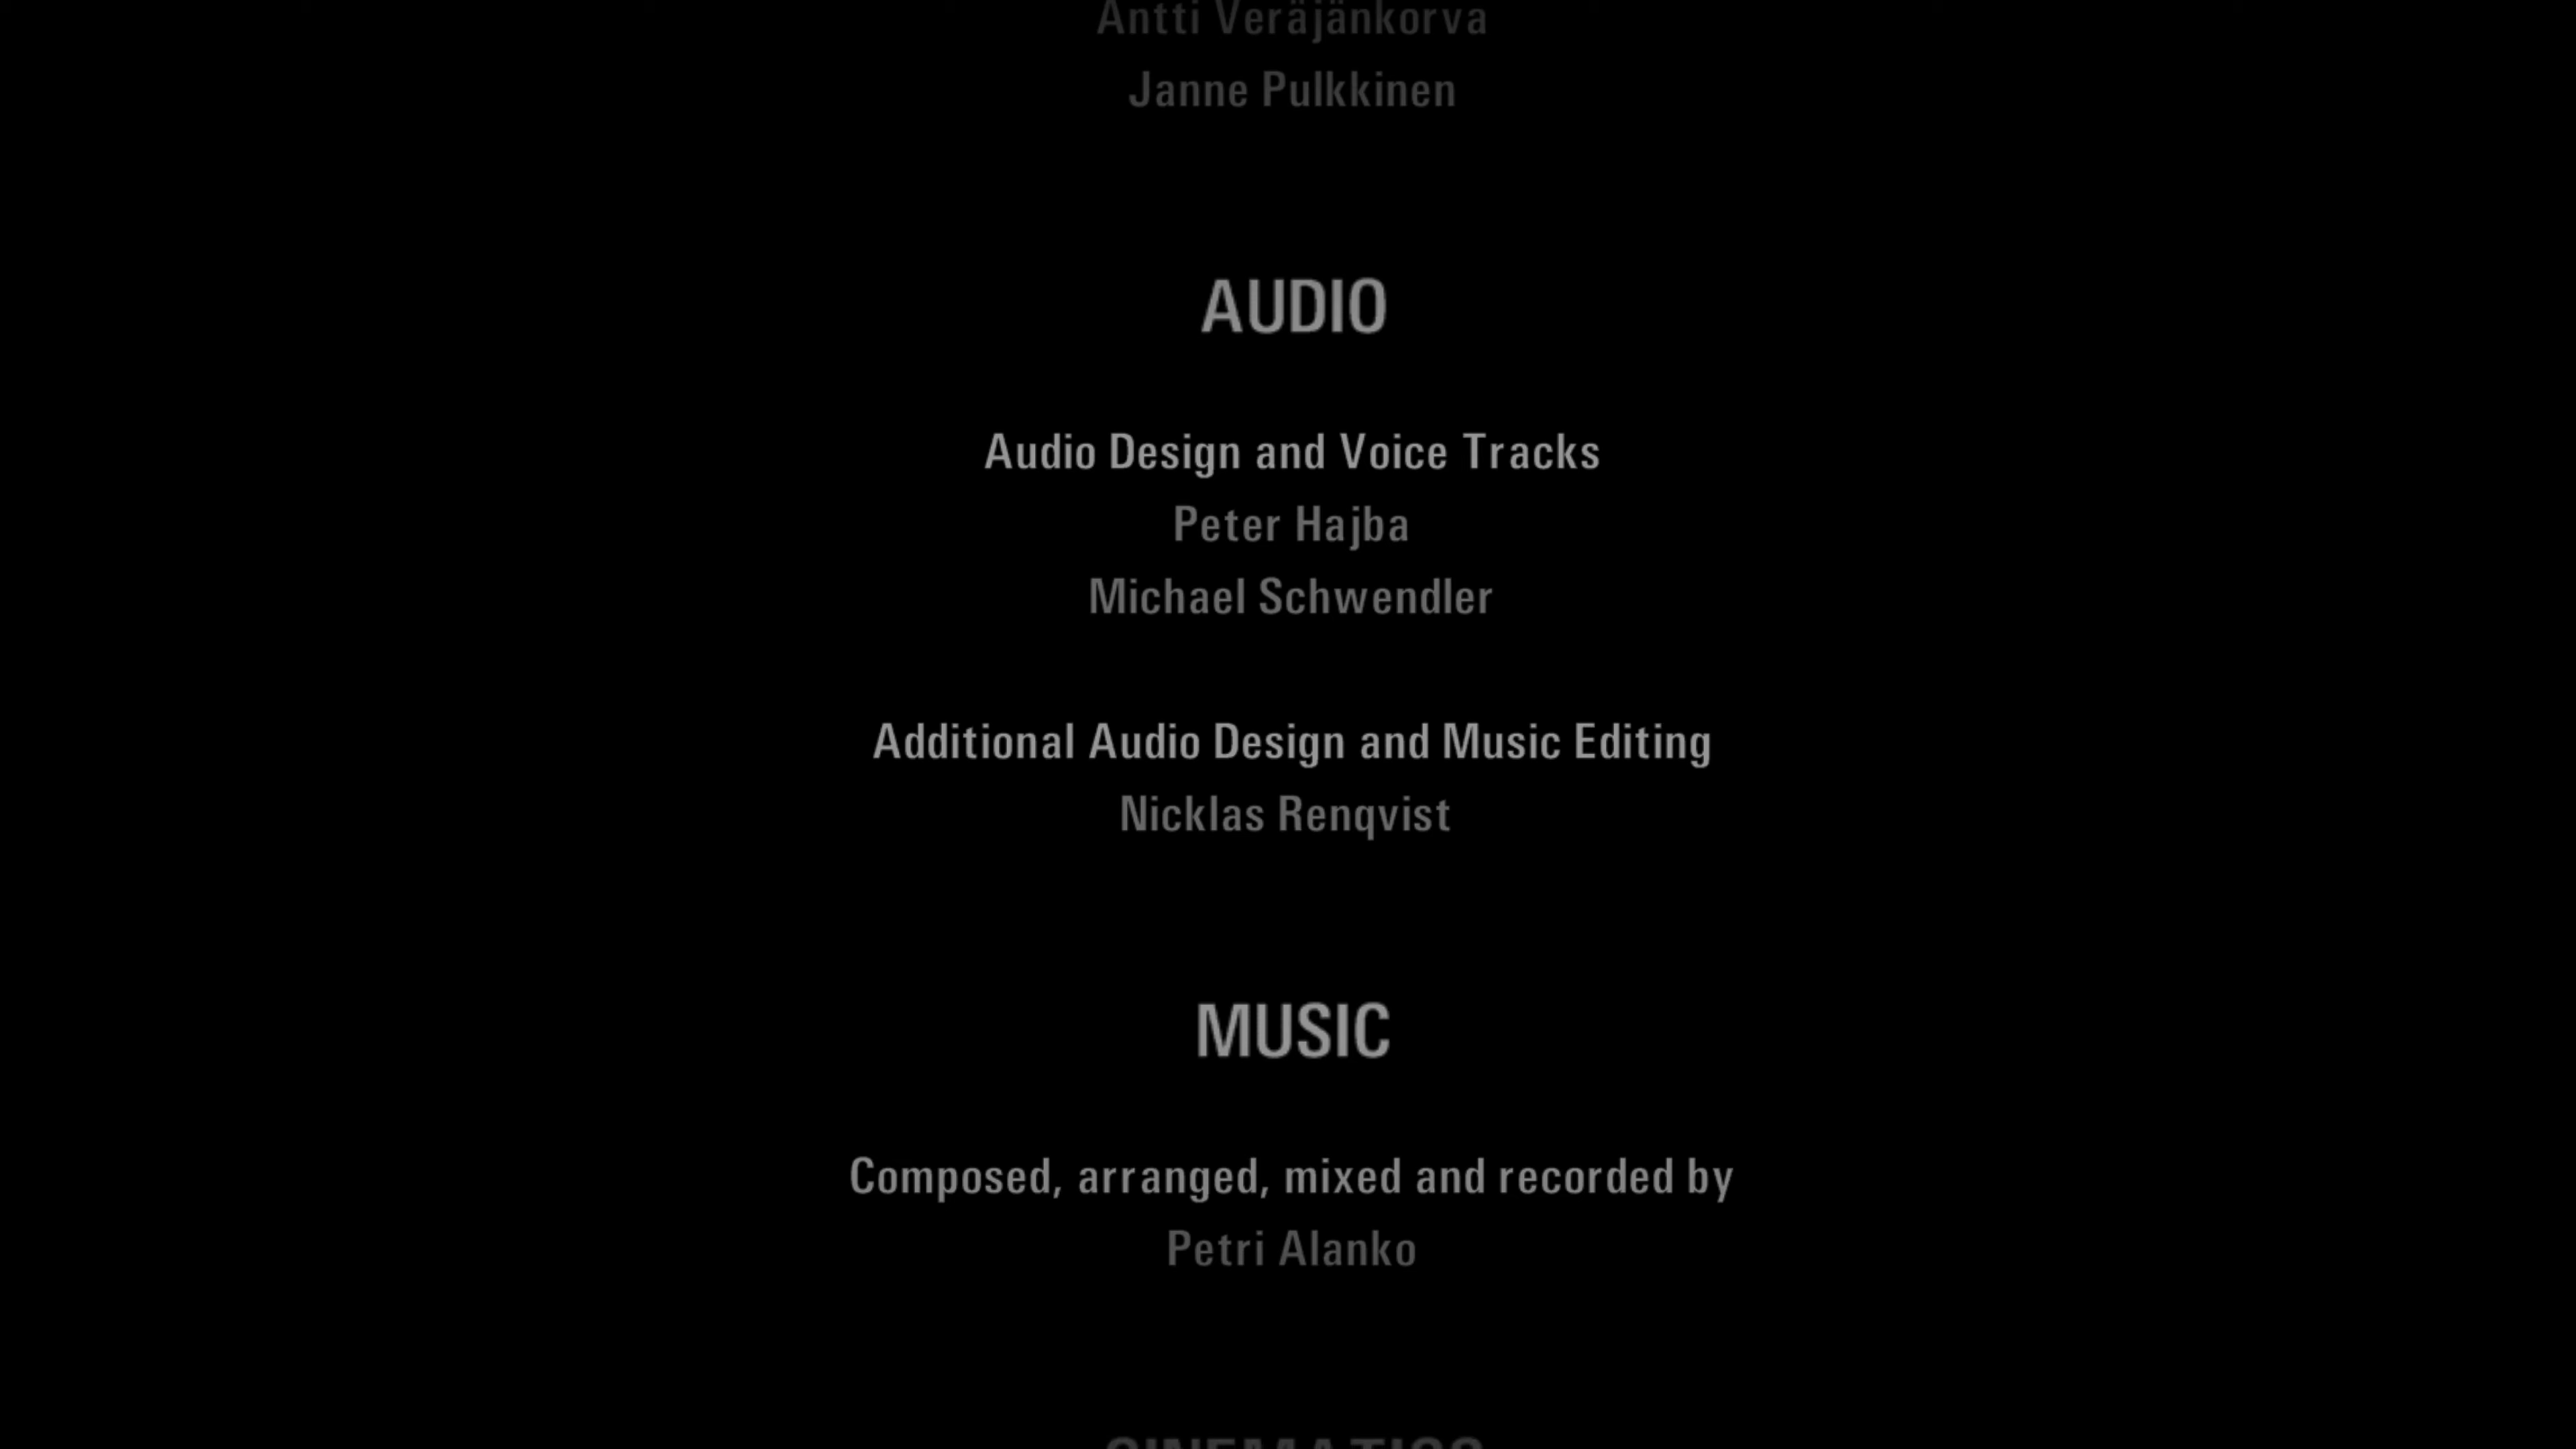 Antti Veräjänkorva
Janne Pulkkinen
AUDIO
Audio Design and Voice Tracks
Peter Hajba
Michael Schwendler
Additional Audio Design and Music Editing
Nicklas Renqvist
MUSIC
Composed, arranged, mixed and recorded by
Petri Alanko
CINEMATICS